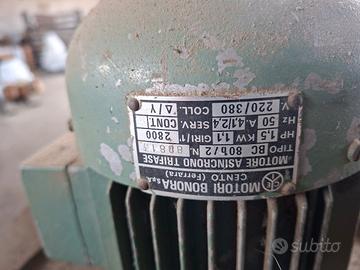 MOTORI BONORA S.p.A.
CENTO (Ferrara)
MOTORE ASINCRONO TRIFASE
TIPO BC 80b/2 N.
HP 1,5 KW 1,1 GIRI/1' 2800
Hz 50 A. 4,1/2,4 SERV. CONT.
V. 220/380 COLL. Δ/Y
subito